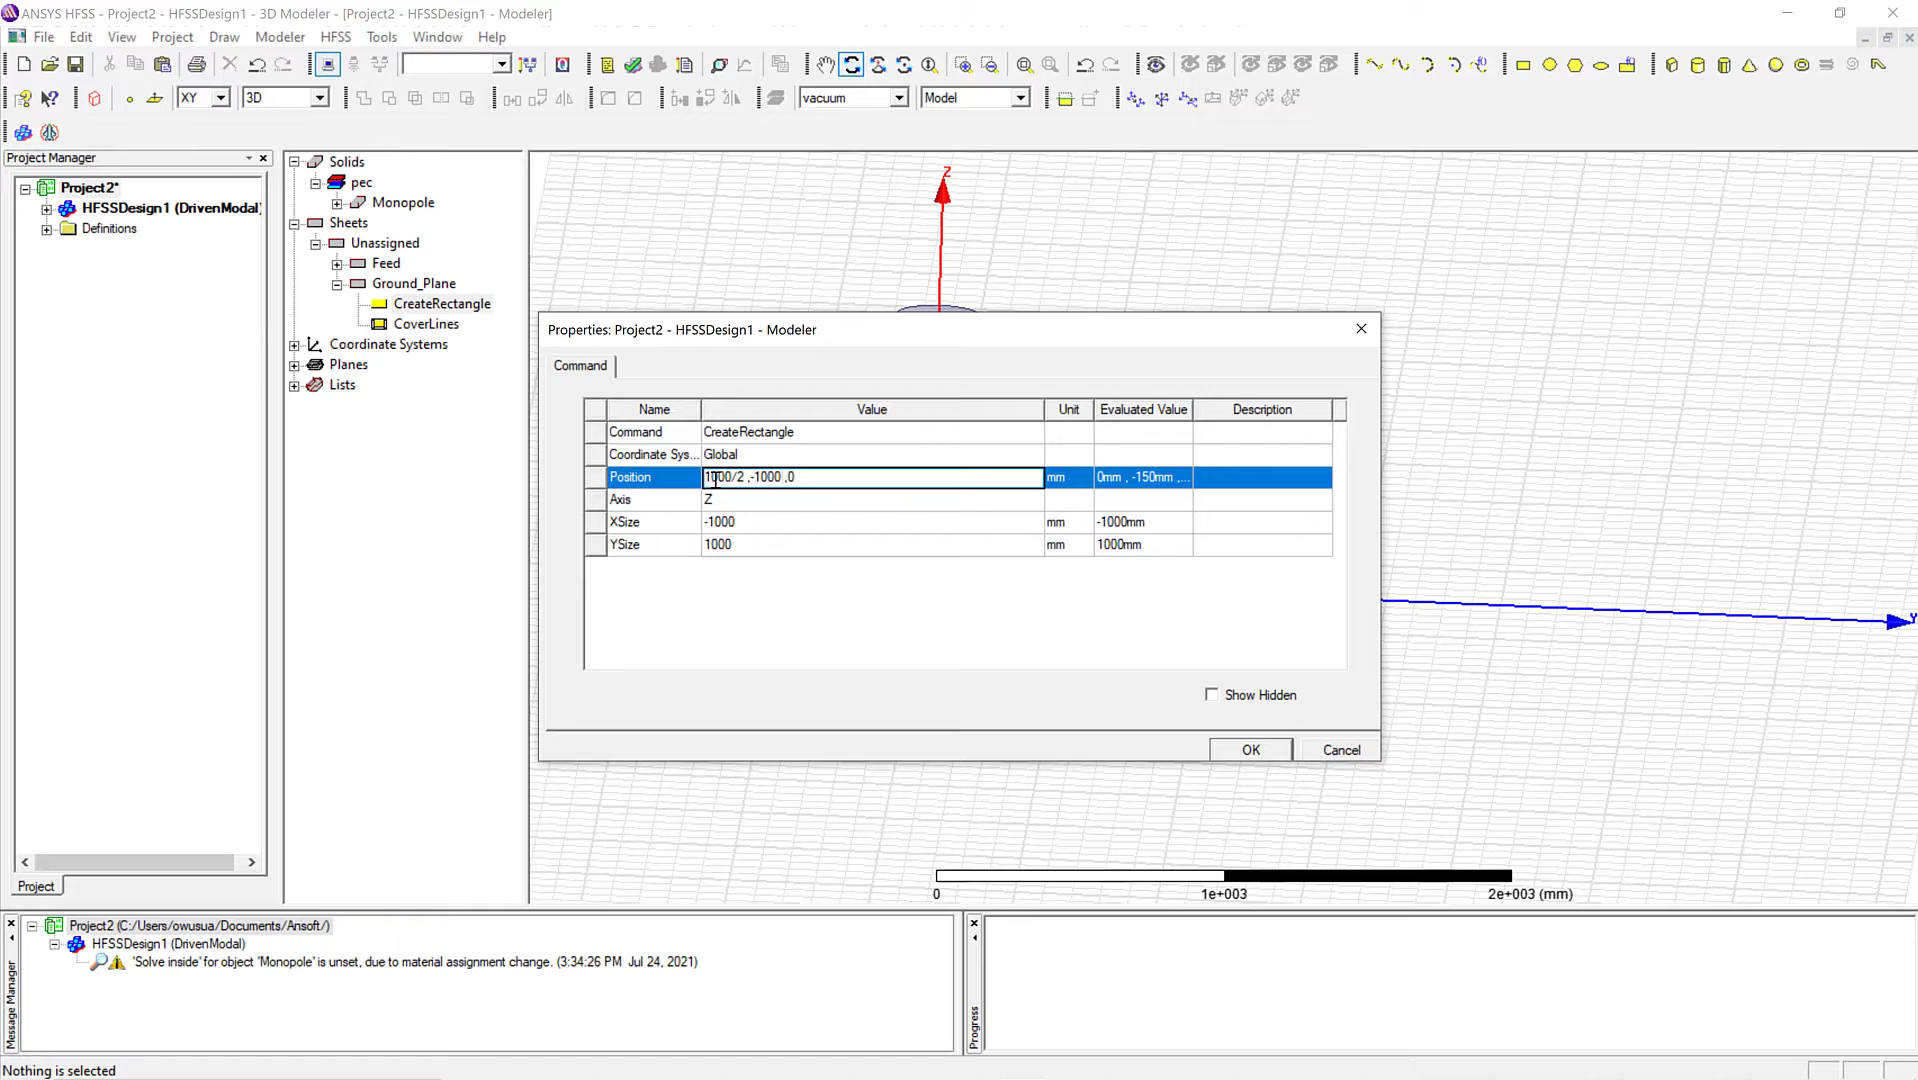 ANSYS HFSS - Project2 - HFSSDesign1 - 3D Modeler - [Project2 - HFSSDesign1 - Modeler]
File Edit View Project Draw Modeler HFSS Tools Window Help
XY 3D vacuum Model
Project Manager
Project2*
HFSSDesign1 (DrivenModal)
Definitions
Project
Solids
pec
Monopole
Sheets
Unassigned
Feed
Ground_Plane
CreateRectangle
CoverLines
Coordinate Systems
Planes
Lists
Z
Properties: Project2 - HFSSDesign1 - Modeler
Command
Name Value Unit Evaluated Value Description
Command CreateRectangle
Coordinate Sys... Global
Position 1000/2 ,-1000 ,0 mm 0mm , -150mm ,...
Axis Z
XSize -1000 mm -1000mm
YSize 1000 mm 1000mm
Show Hidden
OK Cancel
Y
0 1e+003 2e+003 (mm)
Message Manager
Project2 (C:/Users/owusua/Documents/Ansoft/)
HFSSDesign1 (DrivenModal)
'Solve inside' for object 'Monopole' is unset, due to material assignment change. (3:34:26 PM Jul 24, 2021)
Progress
Nothing is selected